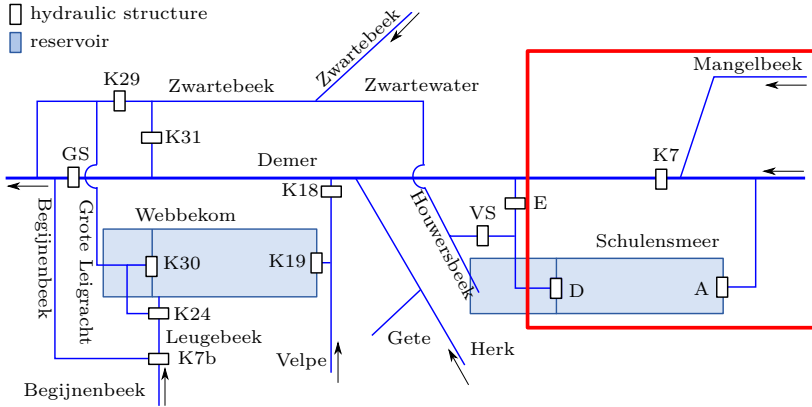 hydraulic structure
reservoir
Zwartebeek
Mangelbeek
K29
Zwartebeek
Zwartewater
K31
GS
Demer
K7
K18
E
Begijnenbeek
Grote Leigracht
Webbekom
Houwersbeek
VS
Schulensmeer
K30
K19
D
A
K24
Leugebeek
Gete
Herk
K7b
Velpe
Begijnenbeek